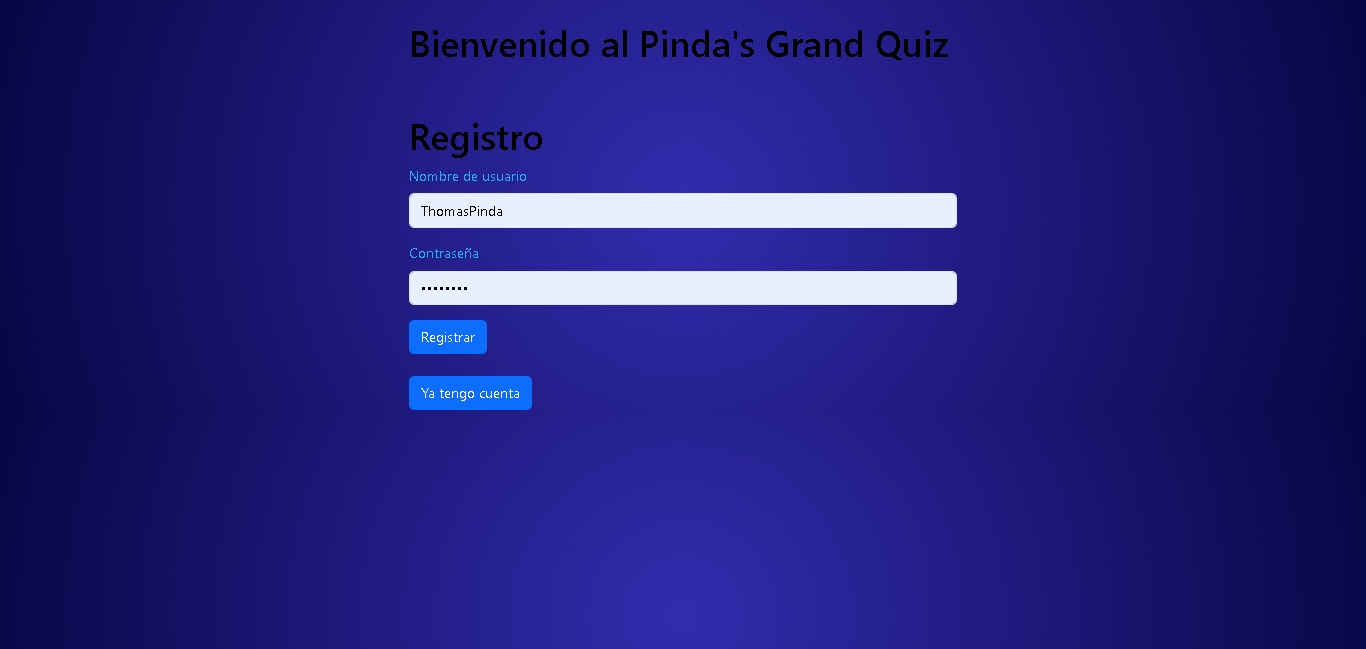 Bienvenido al Pinda's Grand Quiz
Registro
Nombre de usuario
ThomasPinda
Contraseña
••••••••
Registrar
Ya tengo cuenta